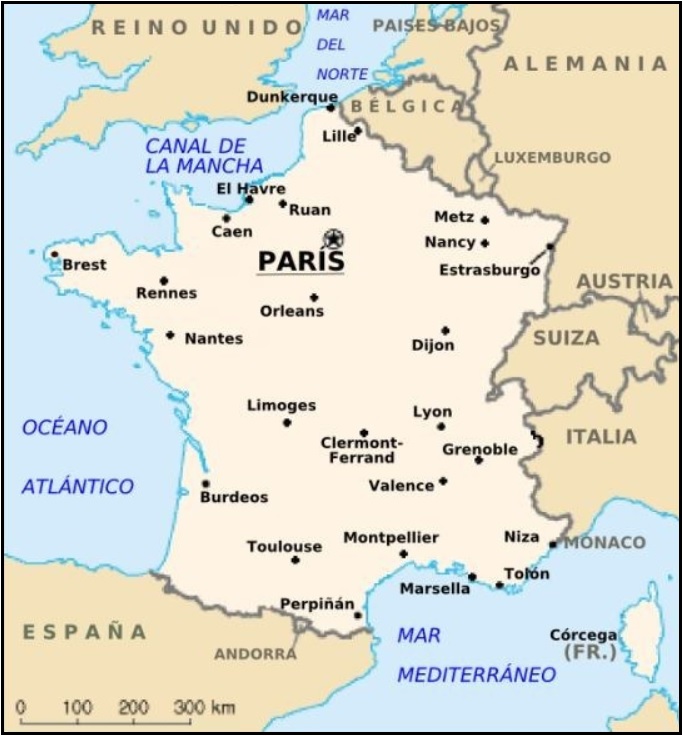 REINO UNIDO
MAR
DEL
NORTE
PAISES BAJOS
ALEMANIA
Dunkerque
BÉLGICA
Lille
CANAL DE
LA MANCHA
LUXEMBURGO
El Havre
Ruan
Caen
Metz
Nancy
Estrasburgo
PARÍS
Brest
Rennes
Orleans
AUSTRIA
Nantes
Dijon
SUIZA
Limoges
Lyon
OCÉANO
ATLÁNTICO
Clermont-
Ferrand
Grenoble
ITALIA
Valence
Burdeos
Toulouse
Montpellier
Niza
MONACO
Tolón
Marsella
Perpiñán
ESPAÑA
ANDORRA
MAR
MEDITERRÁNEO
Córcega
(FR.)
0 100 200 300 km